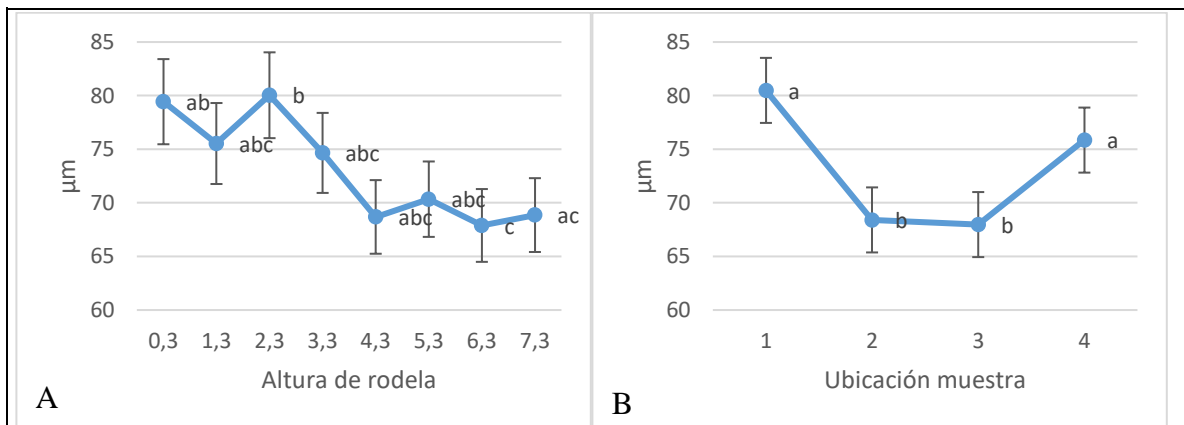 85
80
75
70
65
60
µm
ab
abc
b
abc
abc
abc
c
ac
0,3 1,3 2,3 3,3 4,3 5,3 6,3 7,3
Altura de rodela
A
85
80
75
70
65
60
µm
a
b
b
a
1 2 3 4
Ubicación muestra
B